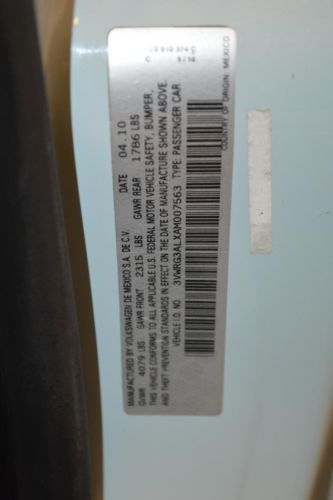 MANUFACTURED BY VOLKSWAGEN DE MEXICO S.A. DE C.V. DATE 04.10
GVWR 4079 LBS GAWR FRONT 2315 LBS GAWR REAR 1786 LBS
THIS VEHICLE CONFORMS TO ALL APPLICABLE U.S. FEDERAL MOTOR VEHICLE SAFETY, BUMPER,
AND THEFT PREVENTION STANDARDS IN EFFECT ON THE DATE OF MANUFACTURE SHOWN ABOVE.
VEHICLE I.D. NO. 3VWRG3ALXAM007563 TYPE: PASSENGER CAR
COUNTRY OF ORIGIN: MEXICO